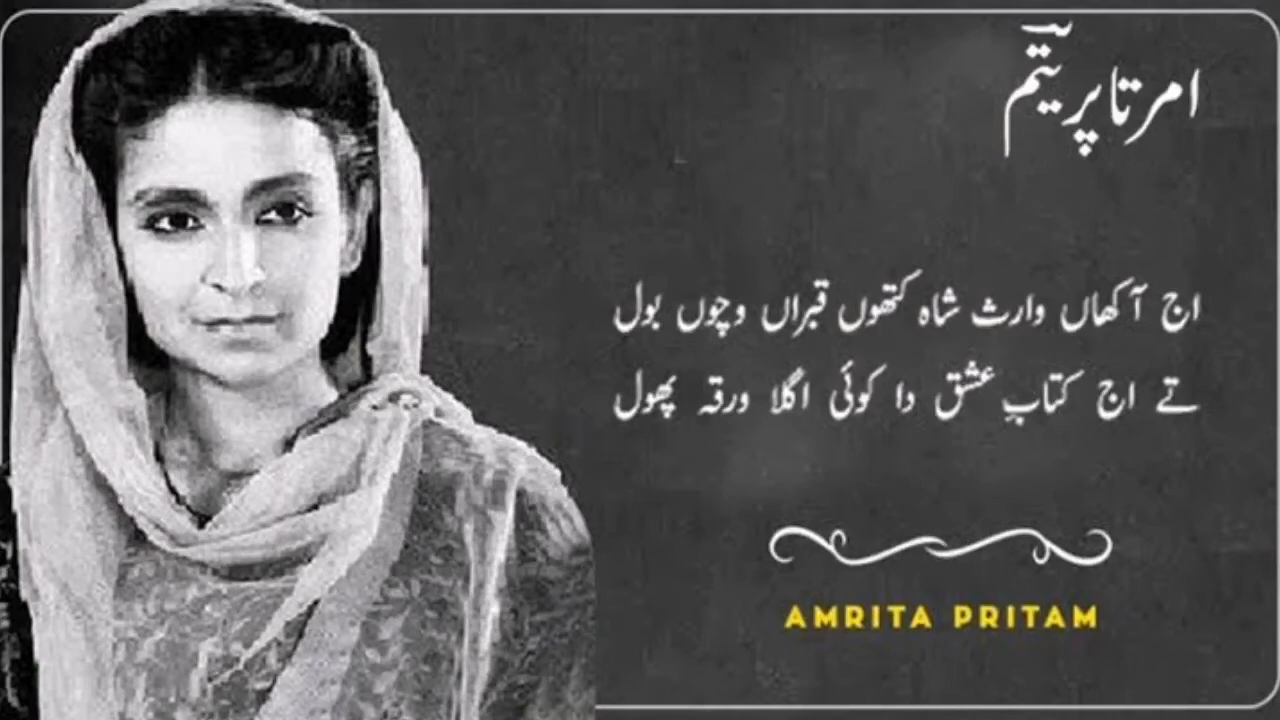 امرتا پریتم
اج آکھاں وارث شاہ کتھوں قبراں وچوں بول
تے اج کتابِ عشق دا کوئی اگلا ورقہ پھول
AMRITA PRITAM